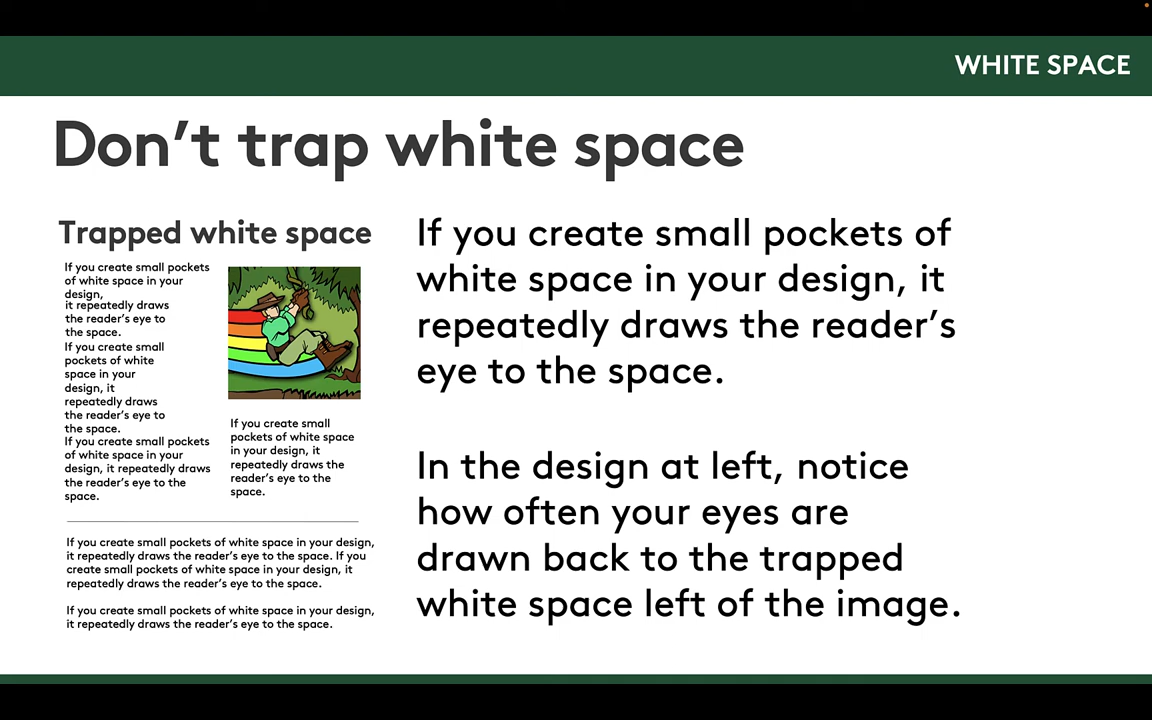 WHITE SPACE
Don’t trap white space
Trapped white space
If you create small pockets
of white space in your
design,
it repeatedly draws
the reader’s eye to
the space.
If you create small
pockets of white
space in your
design, it
repeatedly draws
the reader’s eye to
the space.
If you create small pockets
of white space in your
design, it repeatedly draws
the reader’s eye to the
space.
If you create small
pockets of white space
in your design, it
repeatedly draws the
reader’s eye to the
space.
If you create small pockets of white space in your design,
it repeatedly draws the reader’s eye to the space. If you
create small pockets of white space in your design, it
repeatedly draws the reader’s eye to the space.
If you create small pockets of white space in your design,
it repeatedly draws the reader’s eye to the space.
If you create small pockets of
white space in your design, it
repeatedly draws the reader’s
eye to the space.
In the design at left, notice
how often your eyes are
drawn back to the trapped
white space left of the image.